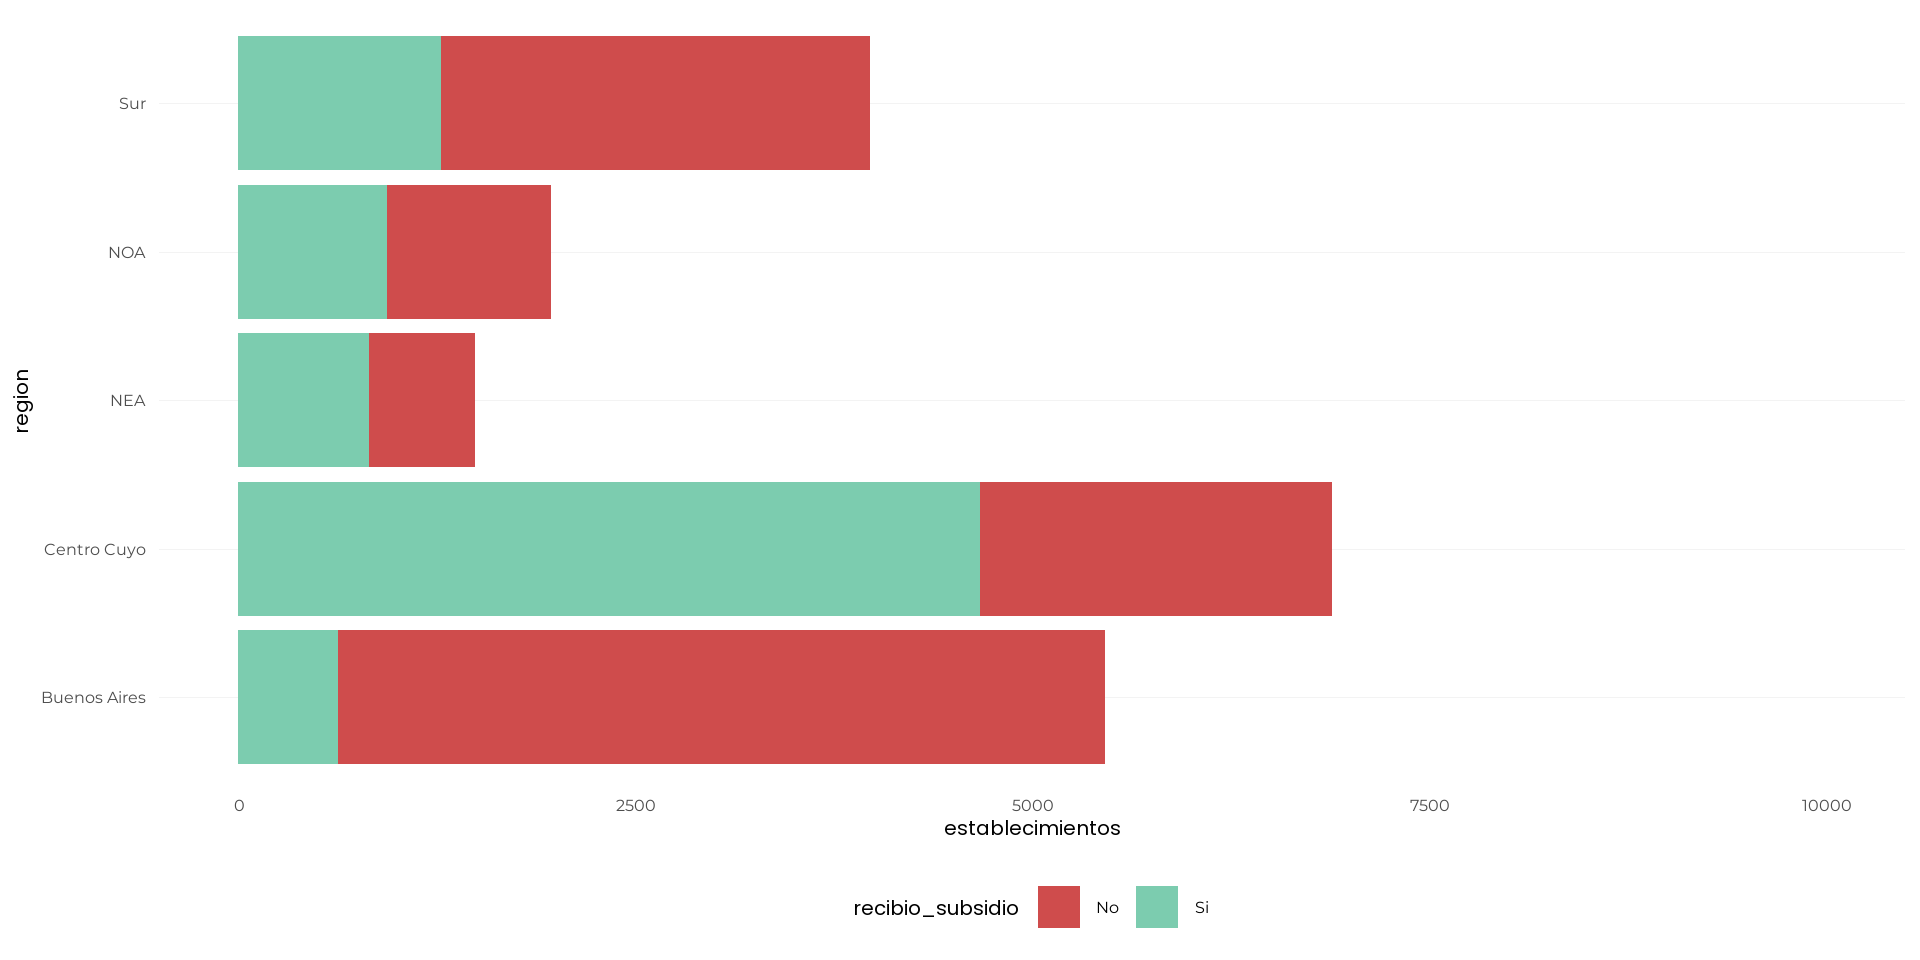 region
Sur
NOA
NEA
Centro Cuyo
Buenos Aires
0 2500 5000 7500 10000
establecimientos
recibio_subsidio No Si